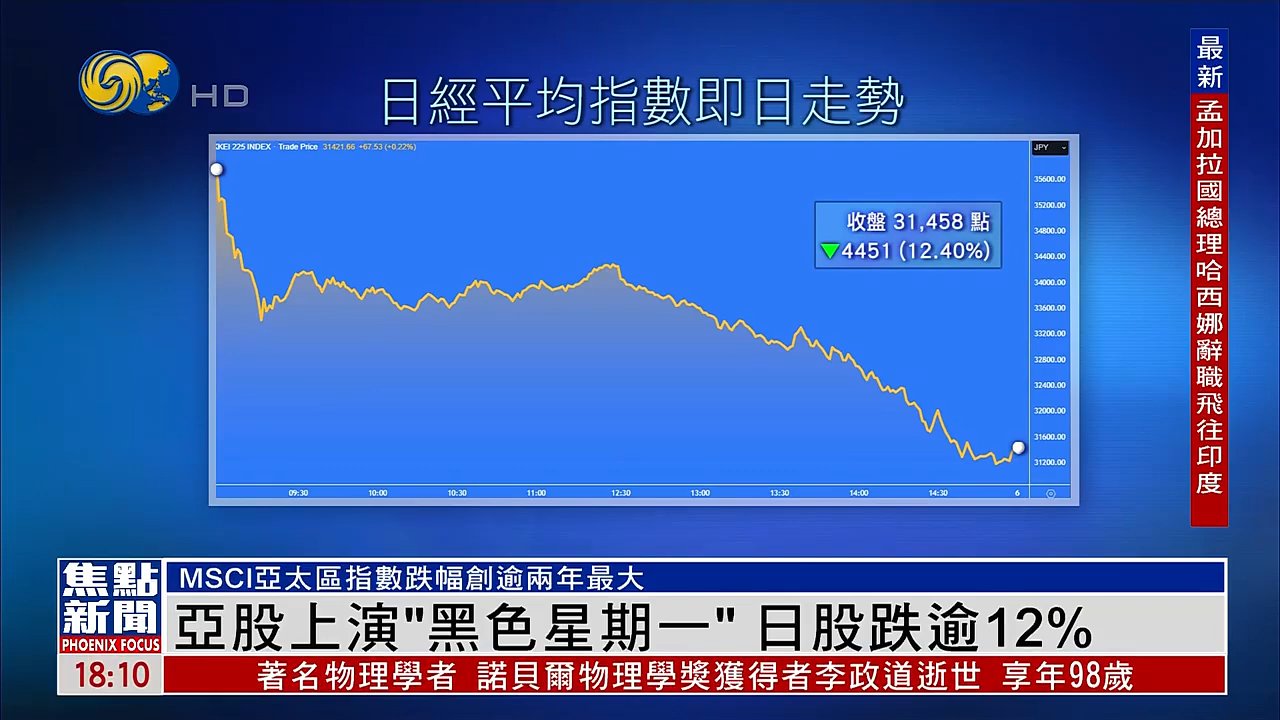 HD
日經平均指數即日走勢
KEI 225 INDEX · Trade Price 31421.66 +67.53 (+0.22%)
JPY
收盤 31,458 點
▼4451 (12.40%)
35600.00
35200.00
34800.00
34400.00
34000.00
33600.00
33200.00
32800.00
32400.00
32000.00
31600.00
31200.00
09:30 10:00 10:30 11:00 12:30 13:00 13:30 14:00 14:30 6
最新
孟加拉國總理哈西娜辭職飛往印度
焦點
新聞
PHOENIX FOCUS
18:10
MSCI亞太區指數跌幅創逾兩年最大
亞股上演"黑色星期一" 日股跌逾12%
著名物理學者 諾貝爾物理學獎獲得者李政道逝世 享年98歲